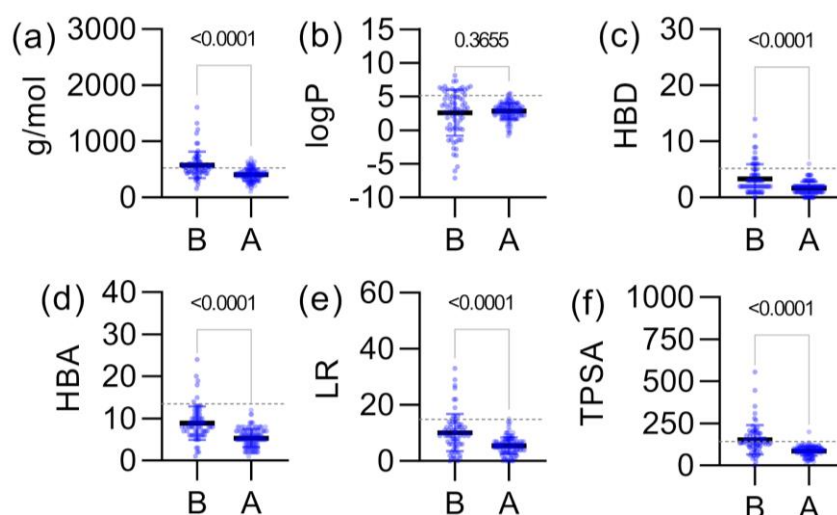 (a)
<0.0001
g/mol
3000
2000
1000
0
B A
(b)
0.3655
logP
15
10
5
0
-5
-10
B A
(c)
<0.0001
HBD
30
20
10
0
B A
(d)
<0.0001
HBA
40
30
20
10
0
B A
(e)
<0.0001
LR
60
40
20
0
B A
(f)
<0.0001
TPSA
1000
750
500
250
0
B A